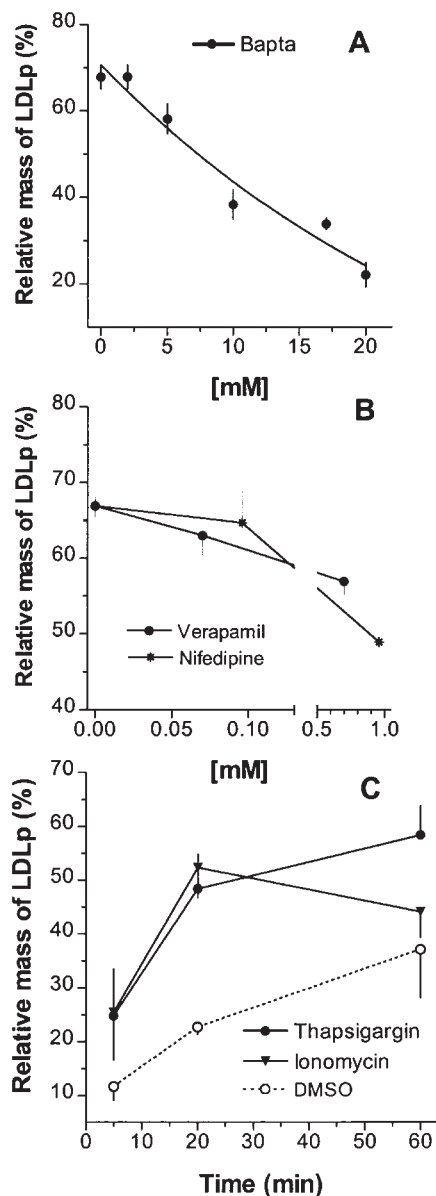 Bapta
A
Relative mass of LDLp (%)
80
60
40
20
0
5
10
15
20
[mM]
B
Relative mass of LDLp (%)
80
70
60
50
40
Verapamil
Nifedipine
0.00
0.05
0.10
0.5
1.0
[mM]
C
Relative mass of LDLp (%)
70
60
50
40
30
20
10
Thapsigargin
Ionomycin
DMSO
0
10
20
30
40
50
60
Time (min)